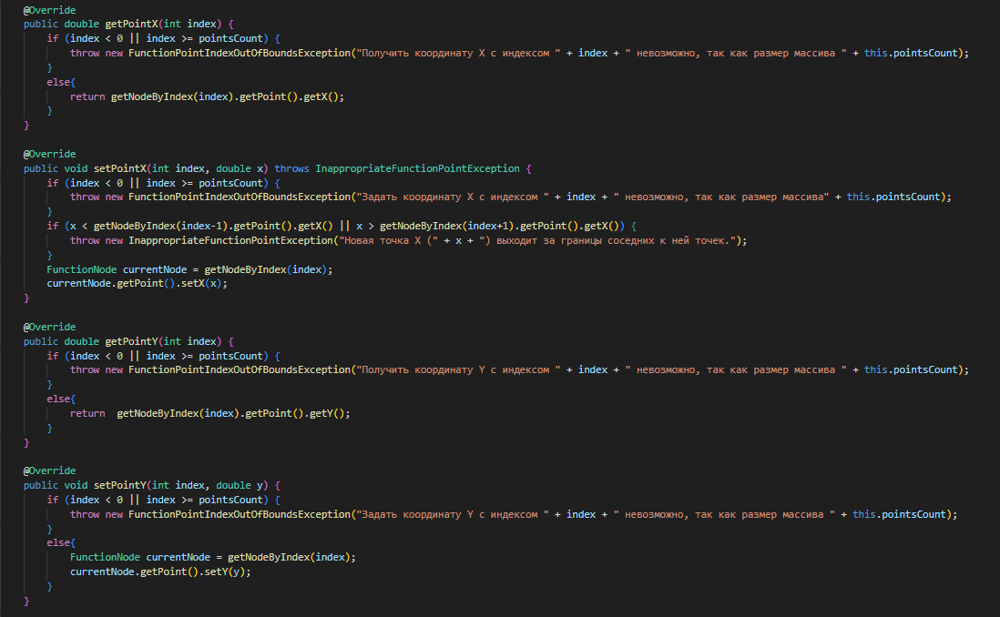 @Override
public double getPointX(int index) {
    if (index < 0 || index >= pointsCount) {
        throw new FunctionPointIndexOutOfBoundsException("Получить координату X с индексом " + index + " невозможно, так как размер массива " + this.pointsCount);
    }
    else{
        return getNodeByIndex(index).getPoint().getX();
    }
}

@Override
public void setPointX(int index, double x) throws InappropriateFunctionPointException {
    if (index < 0 || index >= pointsCount) {
        throw new FunctionPointIndexOutOfBoundsException("Задать координату X с индексом " + index + " невозможно, так как размер массива" + this.pointsCount);
    }
    if (x < getNodeByIndex(index-1).getPoint().getX() || x > getNodeByIndex(index+1).getPoint().getX()) {
        throw new InappropriateFunctionPointException("Новая точка X (" + x + ") выходит за границы соседних к ней точек.");
    }
    FunctionNode currentNode = getNodeByIndex(index);
    currentNode.getPoint().setX(x);
}

@Override
public double getPointY(int index) {
    if (index < 0 || index >= pointsCount) {
        throw new FunctionPointIndexOutOfBoundsException("Получить координату Y с индексом " + index + " невозможно, так как размер массива " + this.pointsCount);
    }
    else{
        return  getNodeByIndex(index).getPoint().getY();
    }
}

@Override
public void setPointY(int index, double y) {
    if (index < 0 || index >= pointsCount) {
        throw new FunctionPointIndexOutOfBoundsException("Задать координату Y с индексом " + index + " невозможно, так как размер массива " + this.pointsCount);
    }
    else{
        FunctionNode currentNode = getNodeByIndex(index);
        currentNode.getPoint().setY(y);
    }
}